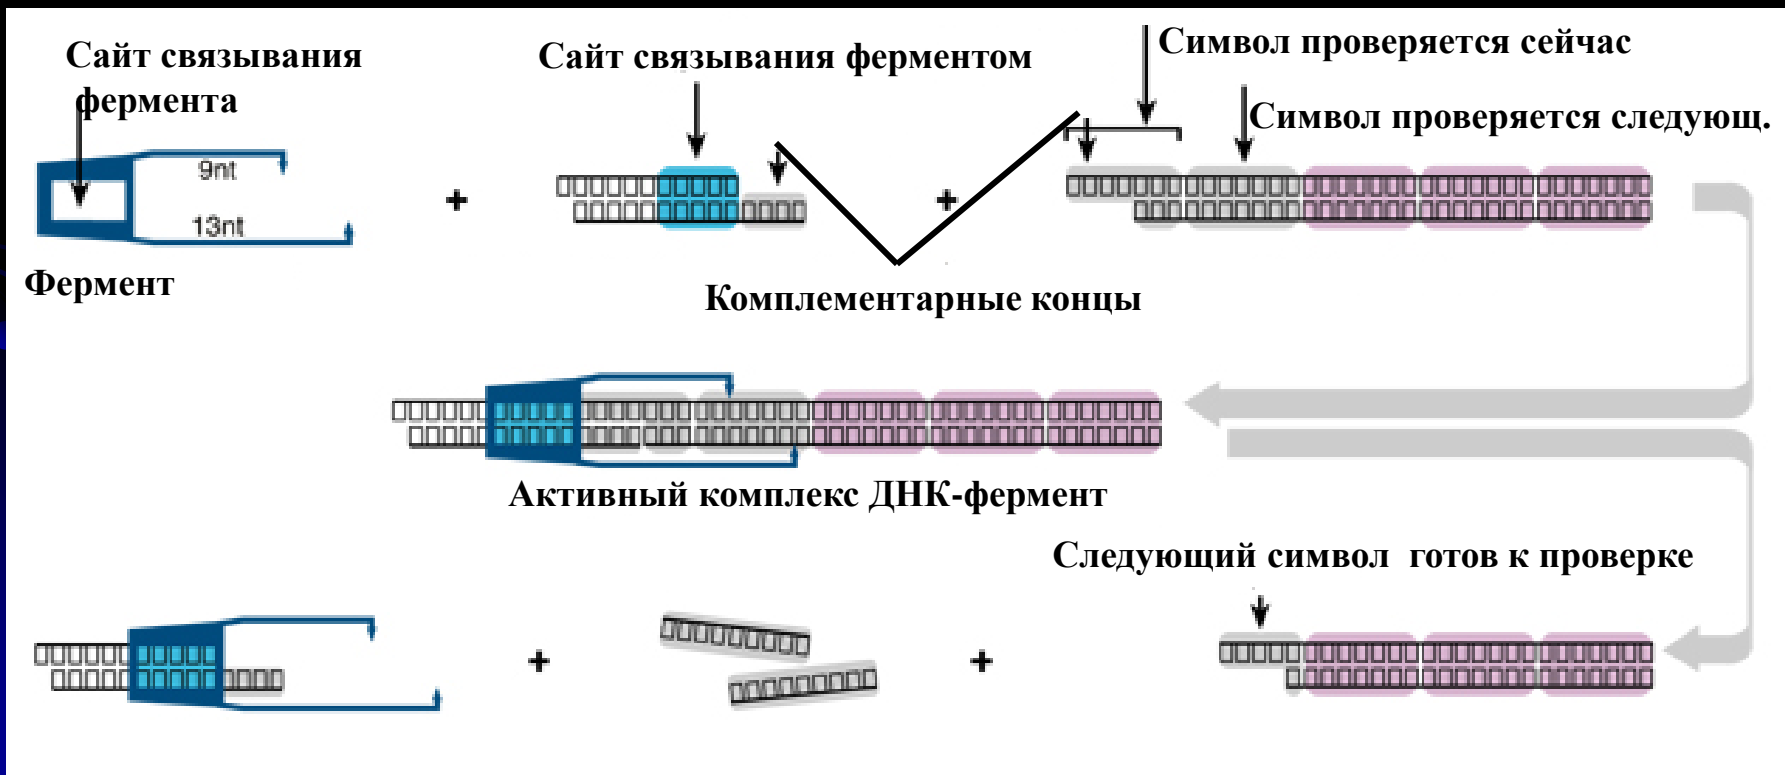 Сайт связывания
фермента
Сайт связывания ферментом
Символ проверяется сейчас
Символ проверяется следующ.
9nt
13nt
+
+
Фермент
Комплементарные концы
Активный комплекс ДНК-фермент
Следующий символ готов к проверке
+
+